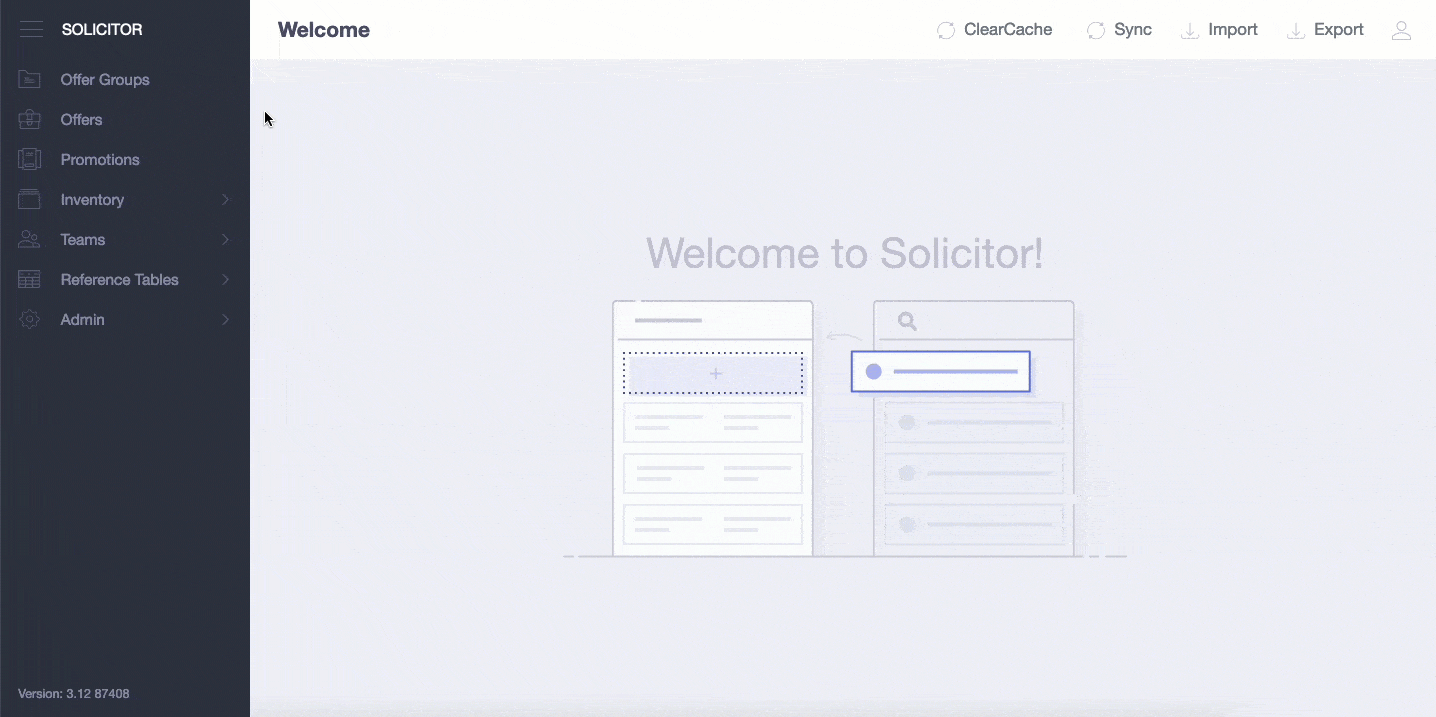 SOLICITOR
Welcome
ClearCache
Sync
Import
Export
Offer Groups
Offers
Promotions
Inventory
Teams
Reference Tables
Admin
Welcome to Solicitor!
Version: 3.12 87408